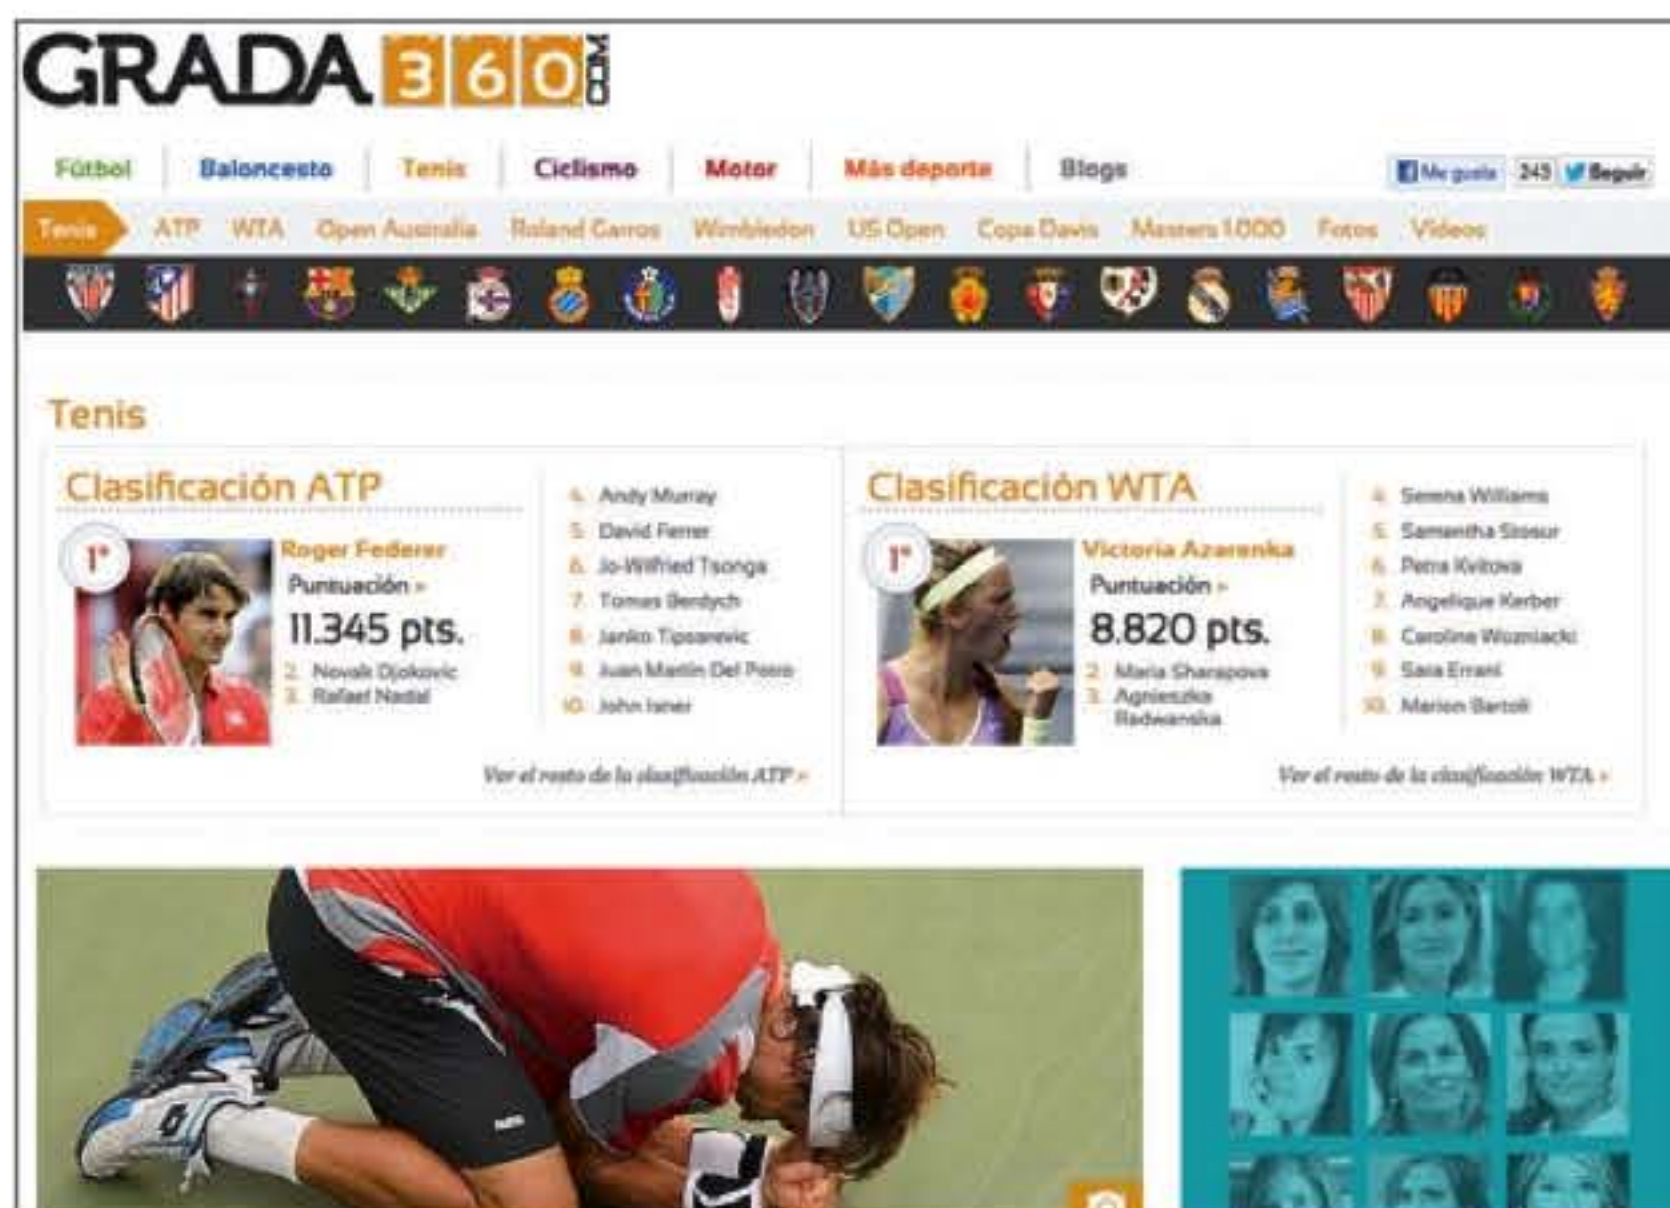 GRADA 360.COM
Fútbol Baloncesto Tenis Ciclismo Motor Más deporte Blogs Me gusta 243 Seguir
Tenis ATP WTA Open Australia Roland Garros Wimbledon US Open Copa Davis Masters 1.000 Fotos Vídeos
Tenis
Clasificación ATP
1º
Roger Federer
Puntuación »
11.345 pts.
2. Novak Djokovic
3. Rafael Nadal
4. Andy Murray
5. David Ferrer
6. Jo-Wilfried Tsonga
7. Tomas Berdych
8. Janko Tipsarevic
9. Juan Martín Del Potro
10. John Isner
Ver el resto de la clasificación ATP »
Clasificación WTA
1º
Victoria Azarenka
Puntuación »
8.820 pts.
2. Maria Sharapova
3. Agnieszka
Radwanska
4. Serena Williams
5. Samantha Stosur
6. Petra Kvitova
7. Angelique Kerber
8. Caroline Wozniacki
9. Sara Errani
10. Marion Bartoli
Ver el resto de la clasificación WTA »